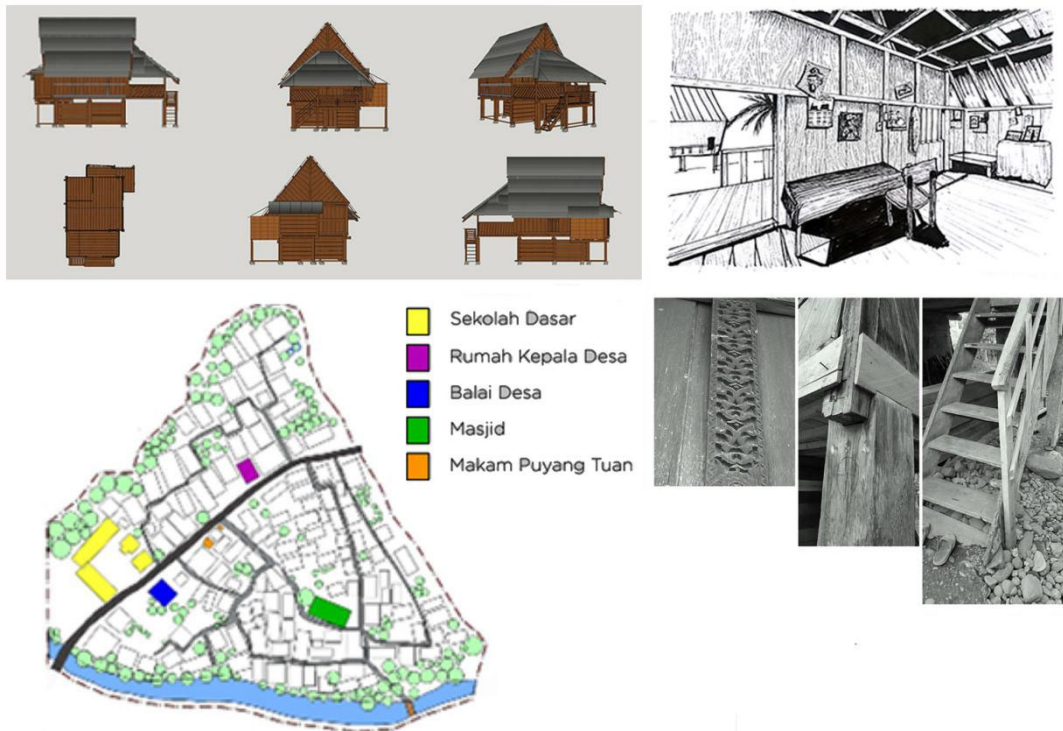 Sekolah Dasar
Rumah Kepala Desa
Balai Desa
Masjid
Makam Puyang Tuan